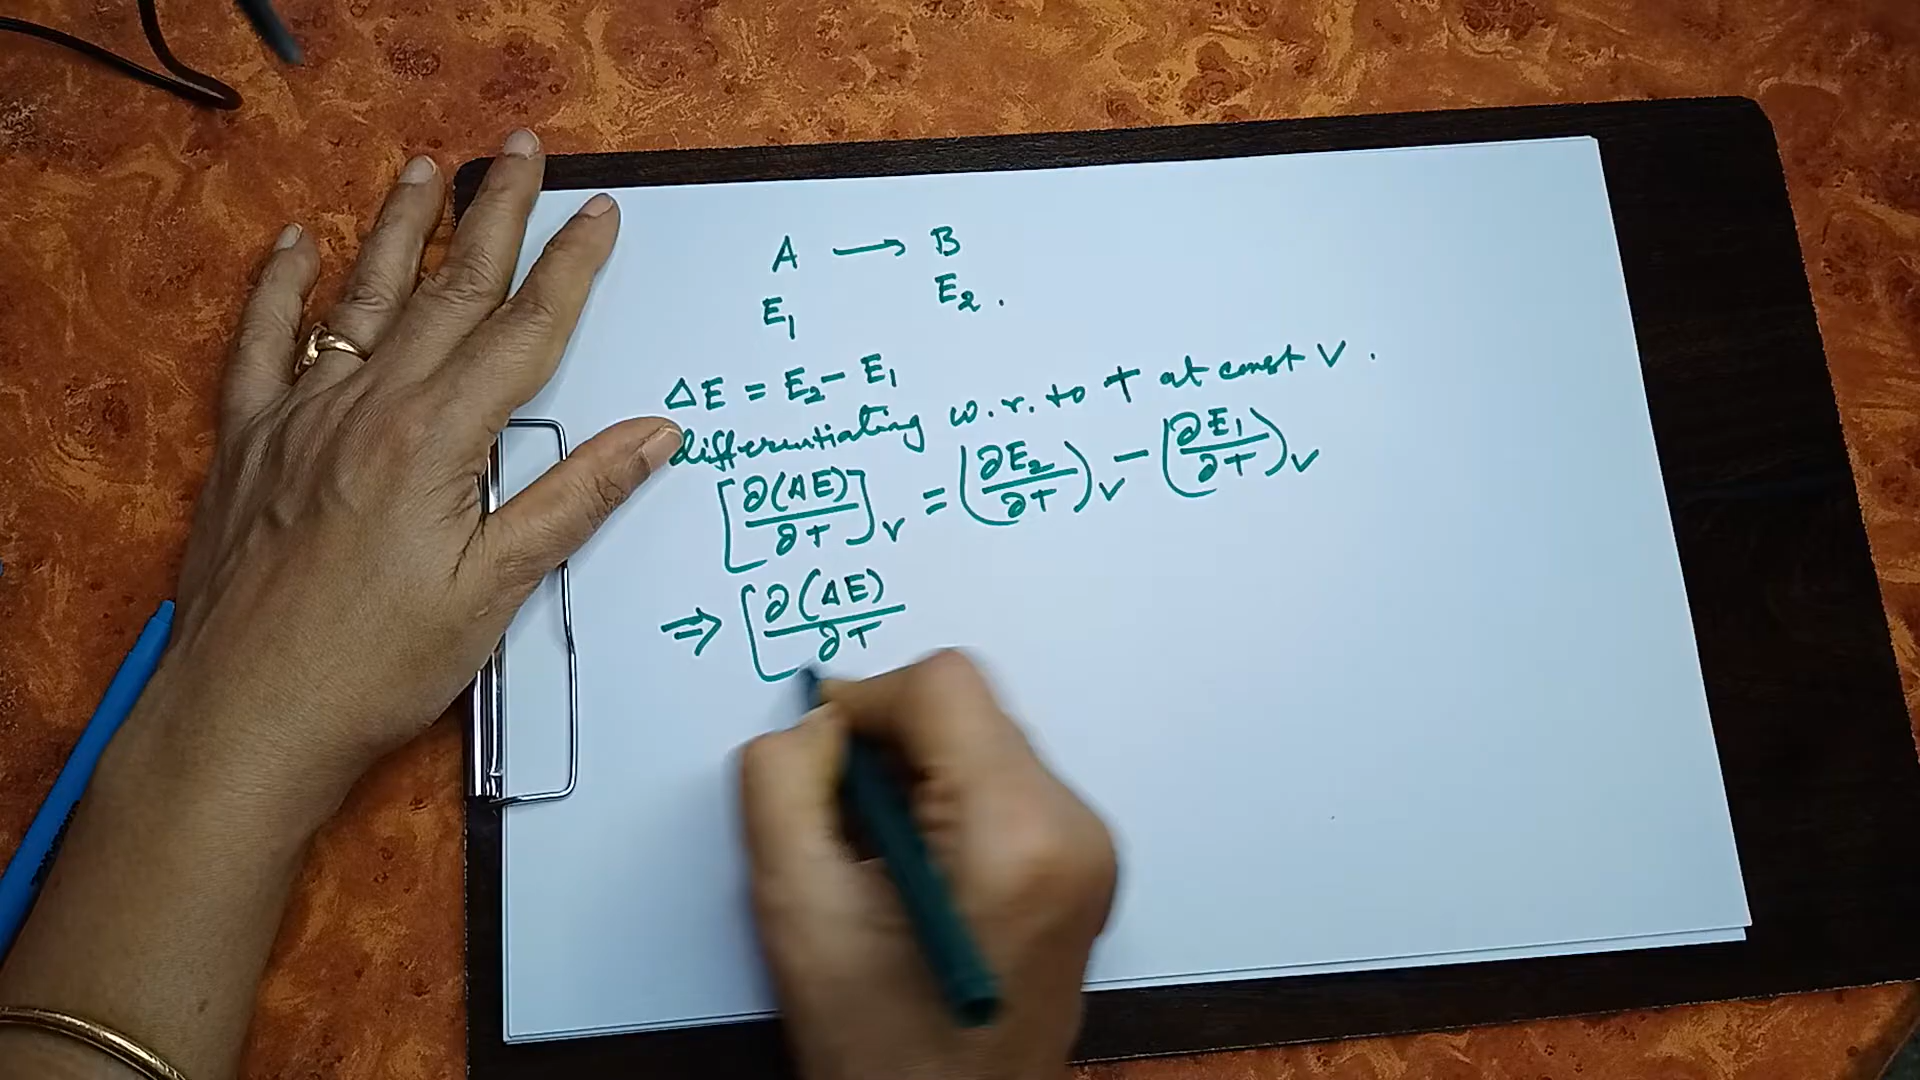 A → B
E₁ E₂ .
ΔE = E₂ - E₁
differentiating w.r. to T at const V .
[∂(ΔE)/∂T]ᵥ = (∂E₂/∂T)ᵥ - (∂E₁/∂T)ᵥ
⇒ [∂(ΔE)/∂T